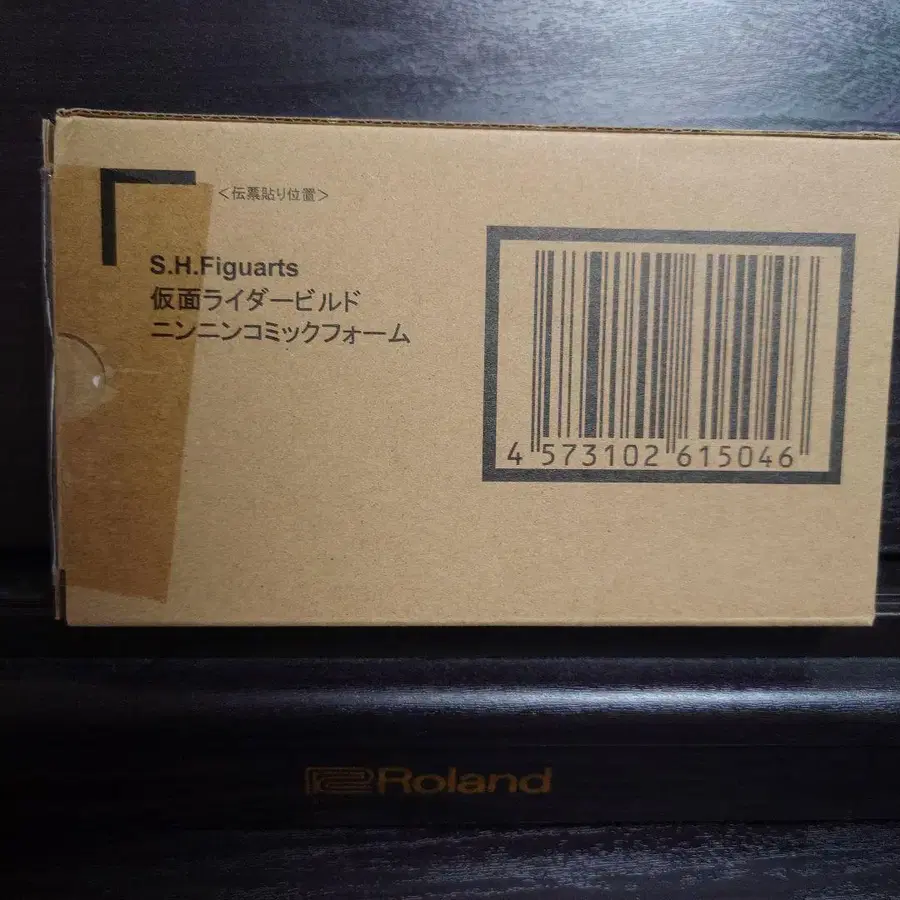 ＜伝票貼り位置＞
S.H.Figuarts
仮面ライダービルド
ニンニンコミックフォーム
4 573102 615046
Roland